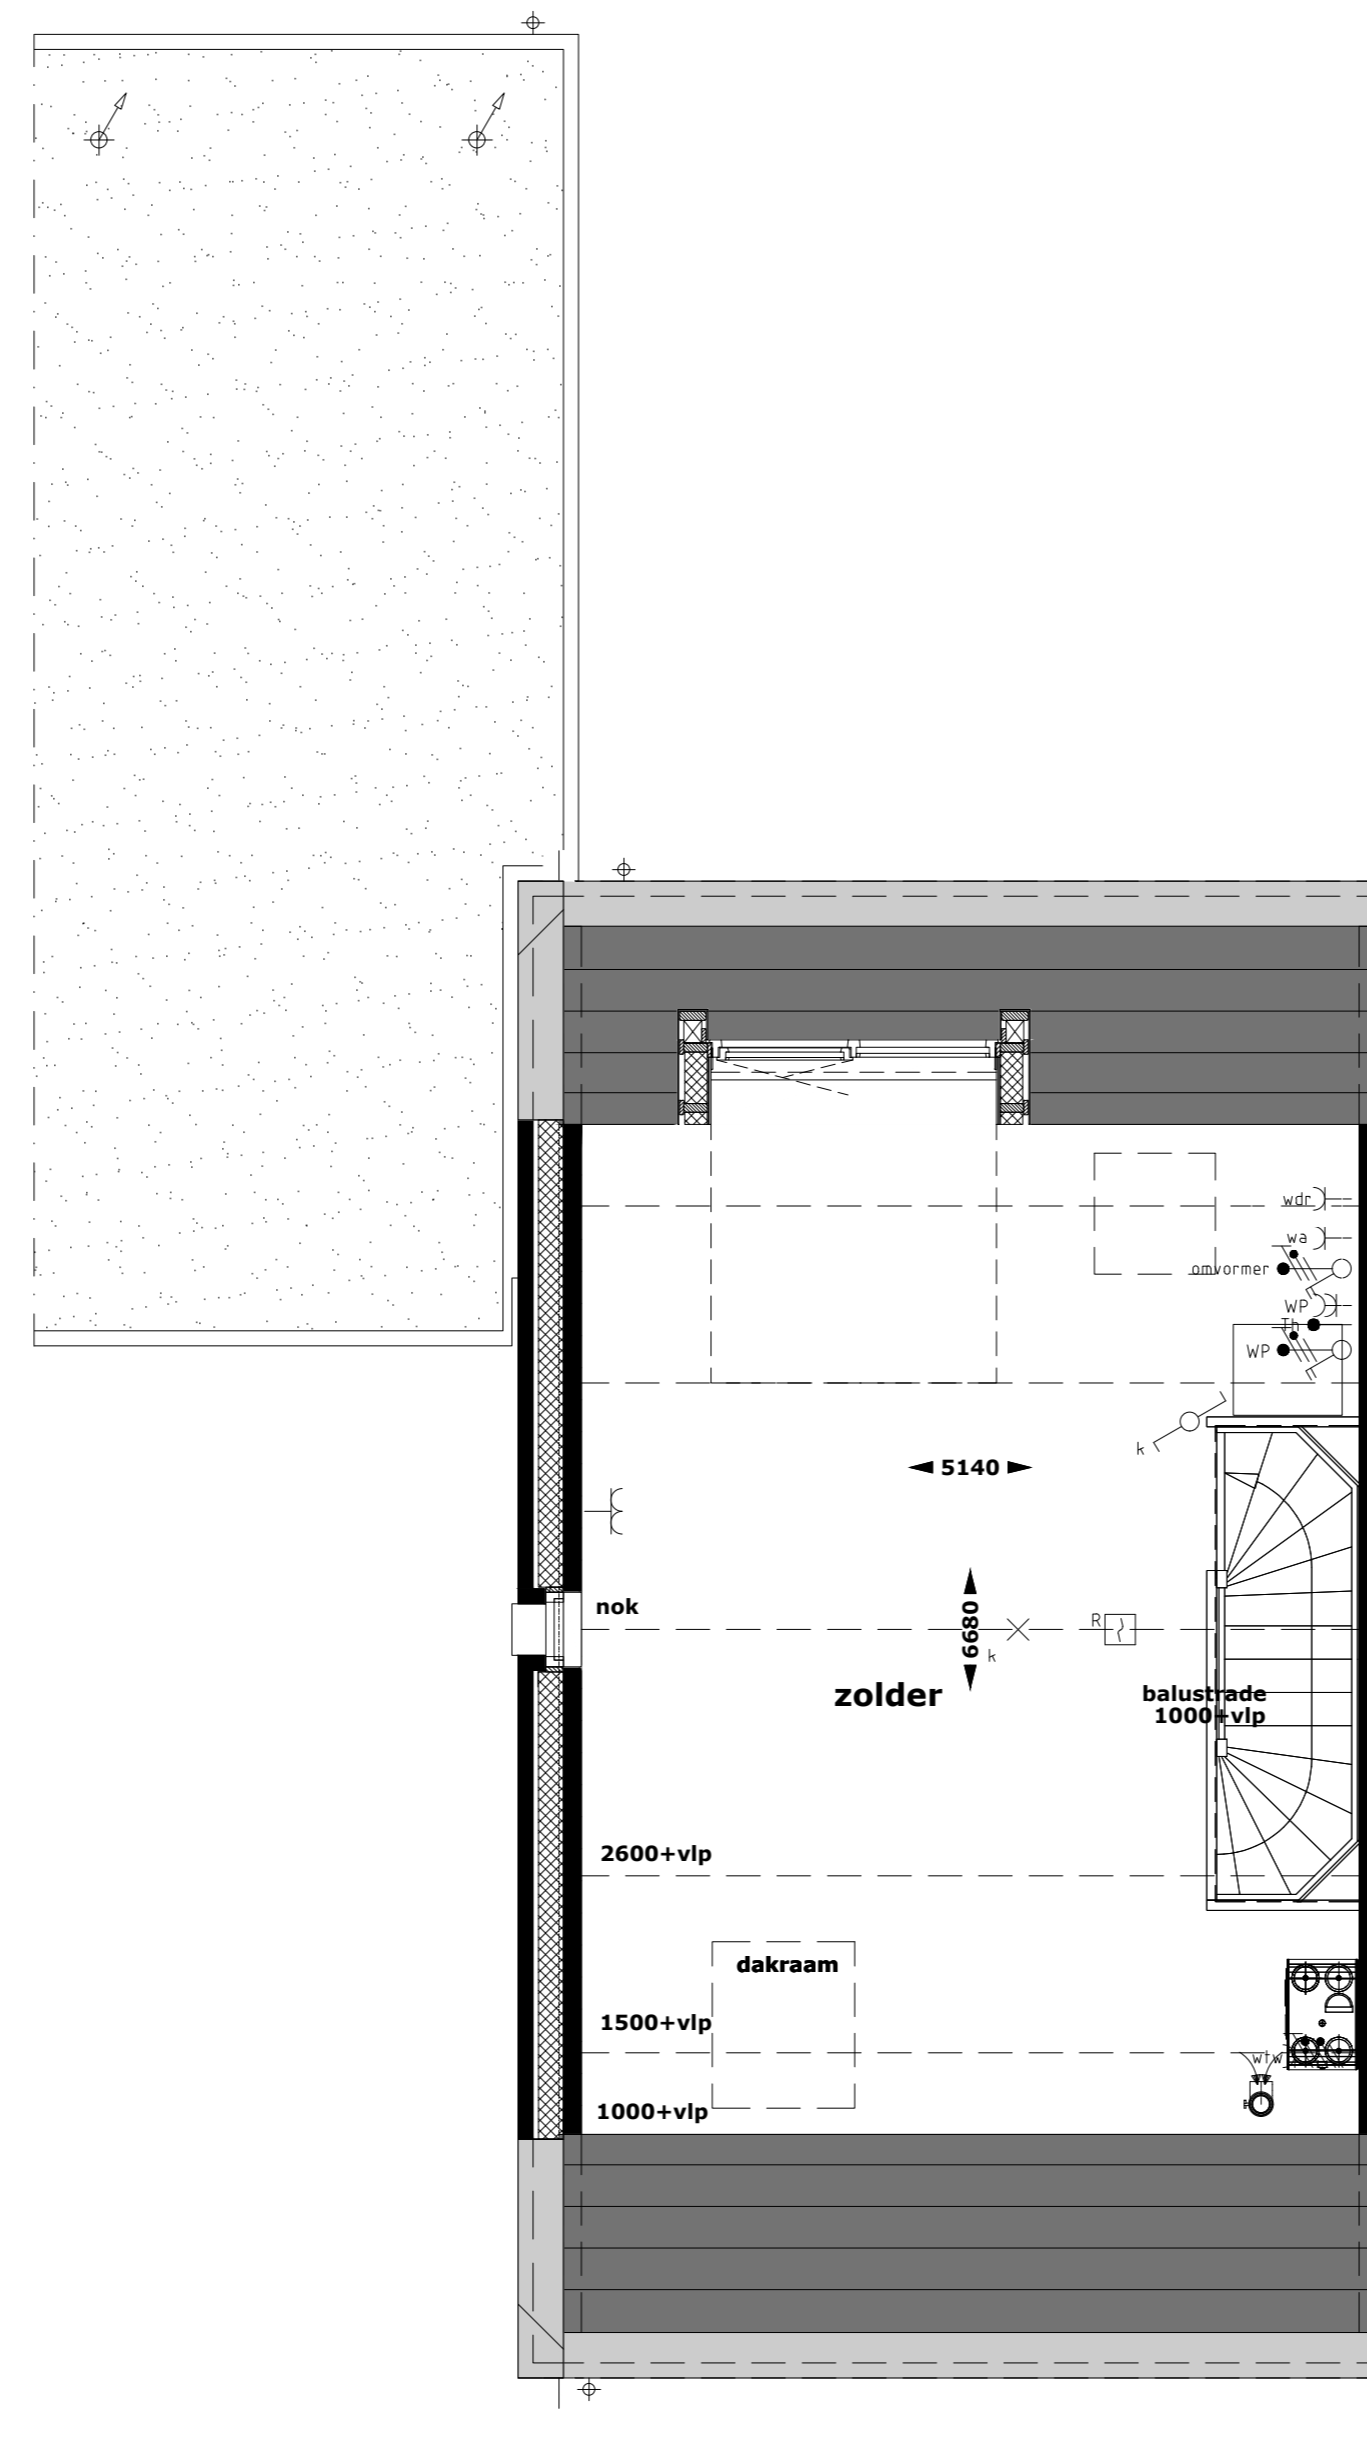 wdr
wa
omvormer
WP
Th
WP
k
5140
nok
6680
R
k
zolder
balustrade
1000+vlp
2600+vlp
dakraam
1500+vlp
wtw
1000+vlp